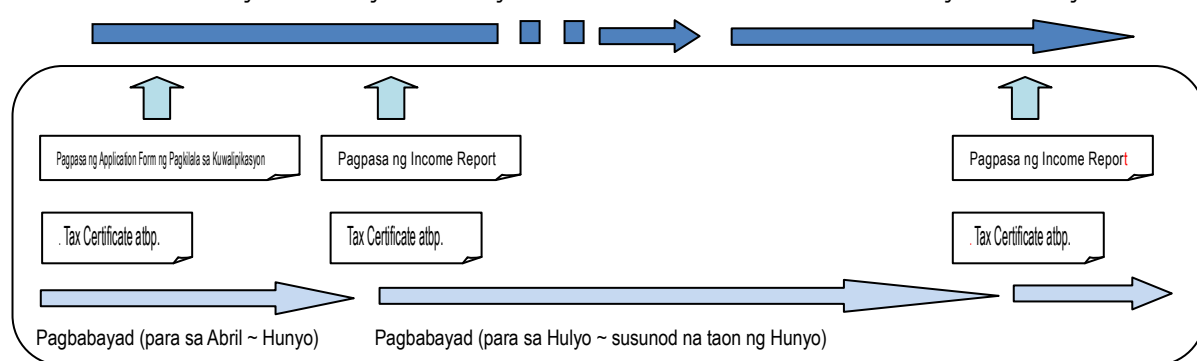 Pagpasa ng Application Form ng Pagkilala sa Kuwalipikasyon
Pagpasa ng Income Report
Pagpasa ng Income Report
. Tax Certificate atbp.
Tax Certificate atbp.
. Tax Certificate atbp.
Pagbabayad (para sa Abril ~ Hunyo)
Pagbabayad (para sa Hulyo ~ susunod na taon ng Hunyo)